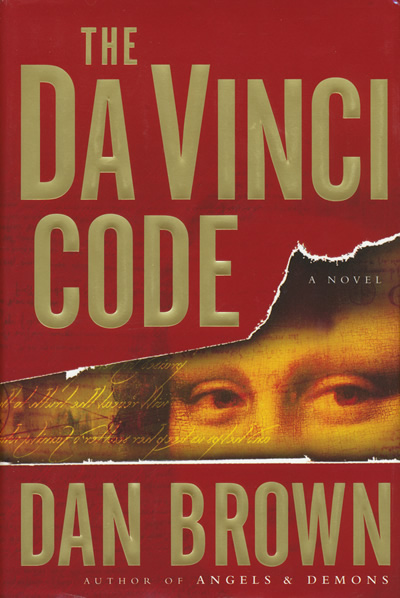 THE
DA VINCI
CODE
A NOVEL
DAN BROWN
AUTHOR OF ANGELS & DEMONS